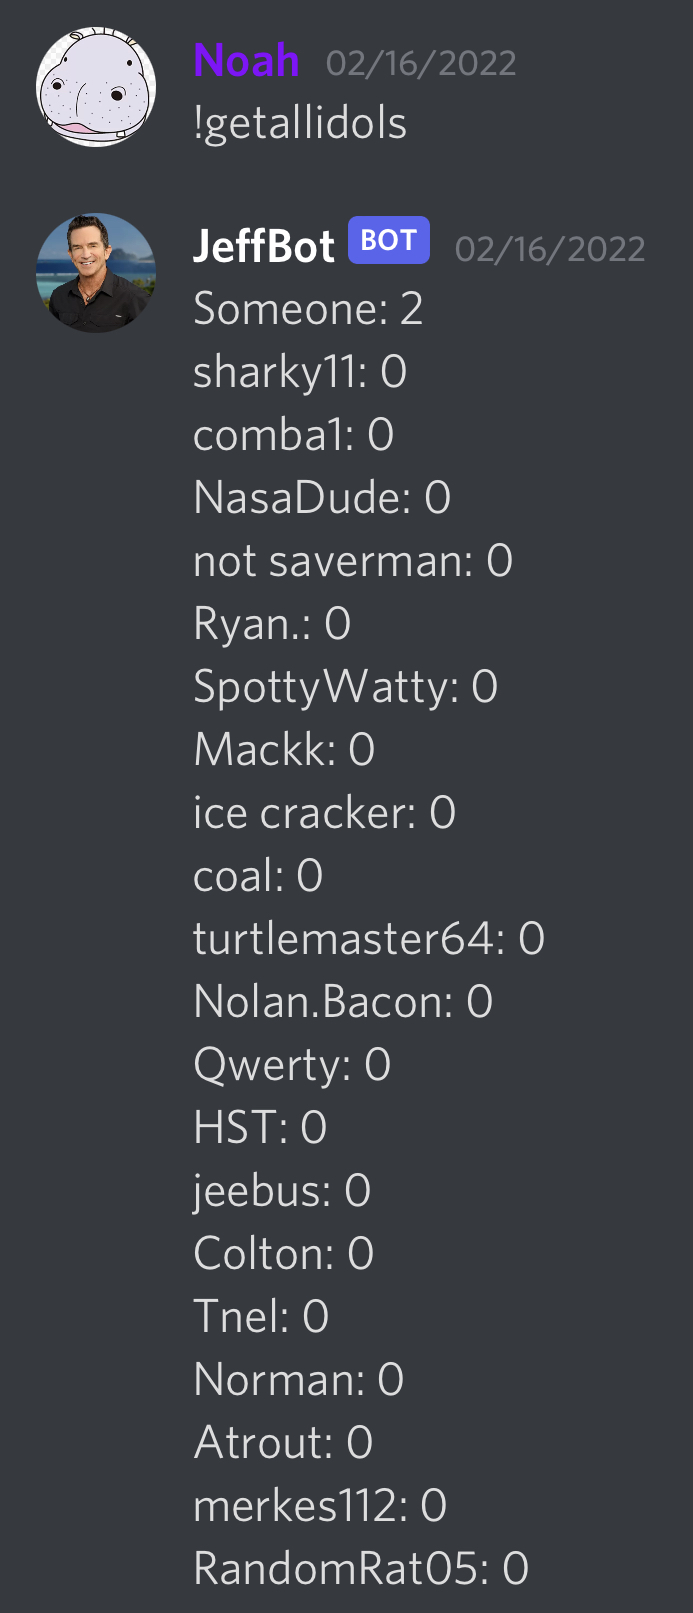 Noah 02/16/2022
!getallidols
JeffBot BOT 02/16/2022
Someone: 2
sharky11: 0
comba1: 0
NasaDude: 0
not saverman: 0
Ryan.: 0
SpottyWatty: 0
Mackk: 0
ice cracker: 0
coal: 0
turtlemaster64: 0
Nolan.Bacon: 0
Qwerty: 0
HST: 0
jeebus: 0
Colton: 0
Tnel: 0
Norman: 0
Atrout: 0
merkes112: 0
RandomRat05: 0